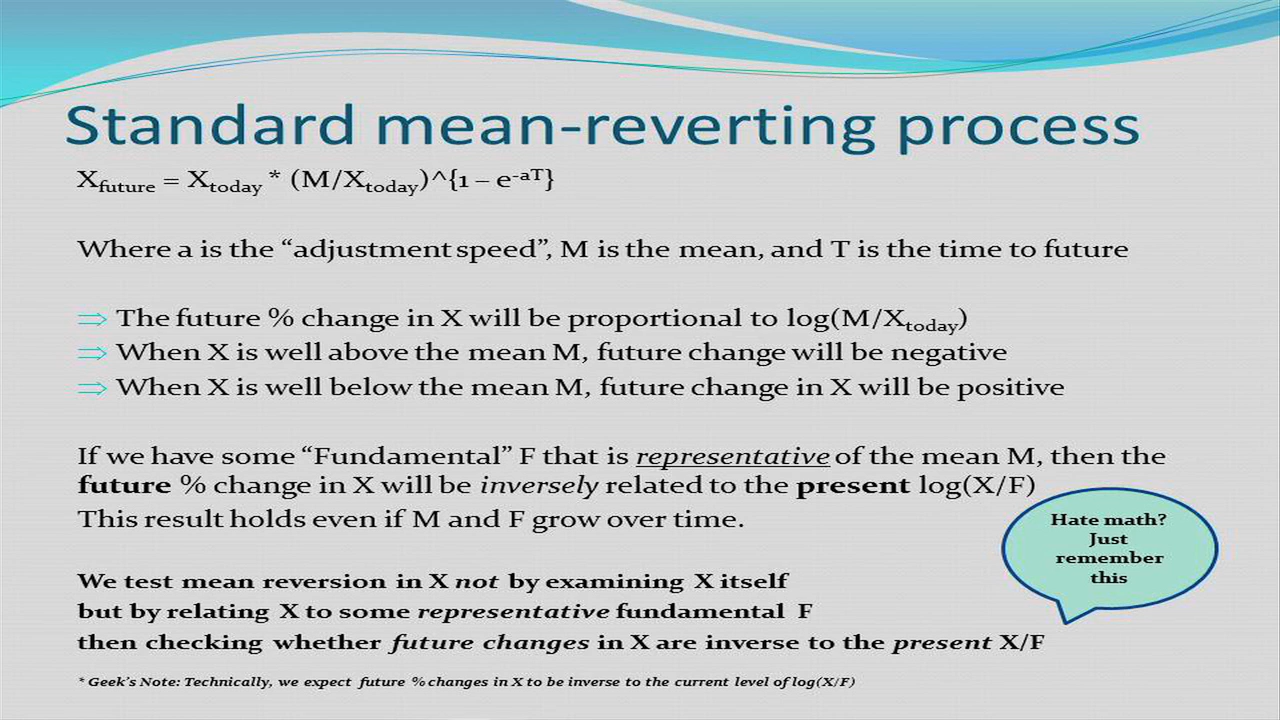 Standard mean-reverting process
Xfuture = Xtoday * (M/Xtoday)^{1 – e-aT}
Where a is the “adjustment speed”, M is the mean, and T is the time to future
⇒ The future % change in X will be proportional to log(M/Xtoday)
⇒ When X is well above the mean M, future change will be negative
⇒ When X is well below the mean M, future change in X will be positive
If we have some “Fundamental” F that is representative of the mean M, then the
future % change in X will be inversely related to the present log(X/F)
This result holds even if M and F grow over time.
Hate math?
Just
remember
this
We test mean reversion in X not by examining X itself
but by relating X to some representative fundamental F
then checking whether future changes in X are inverse to the present X/F
* Geek’s Note: Technically, we expect future % changes in X to be inverse to the current level of log(X/F)